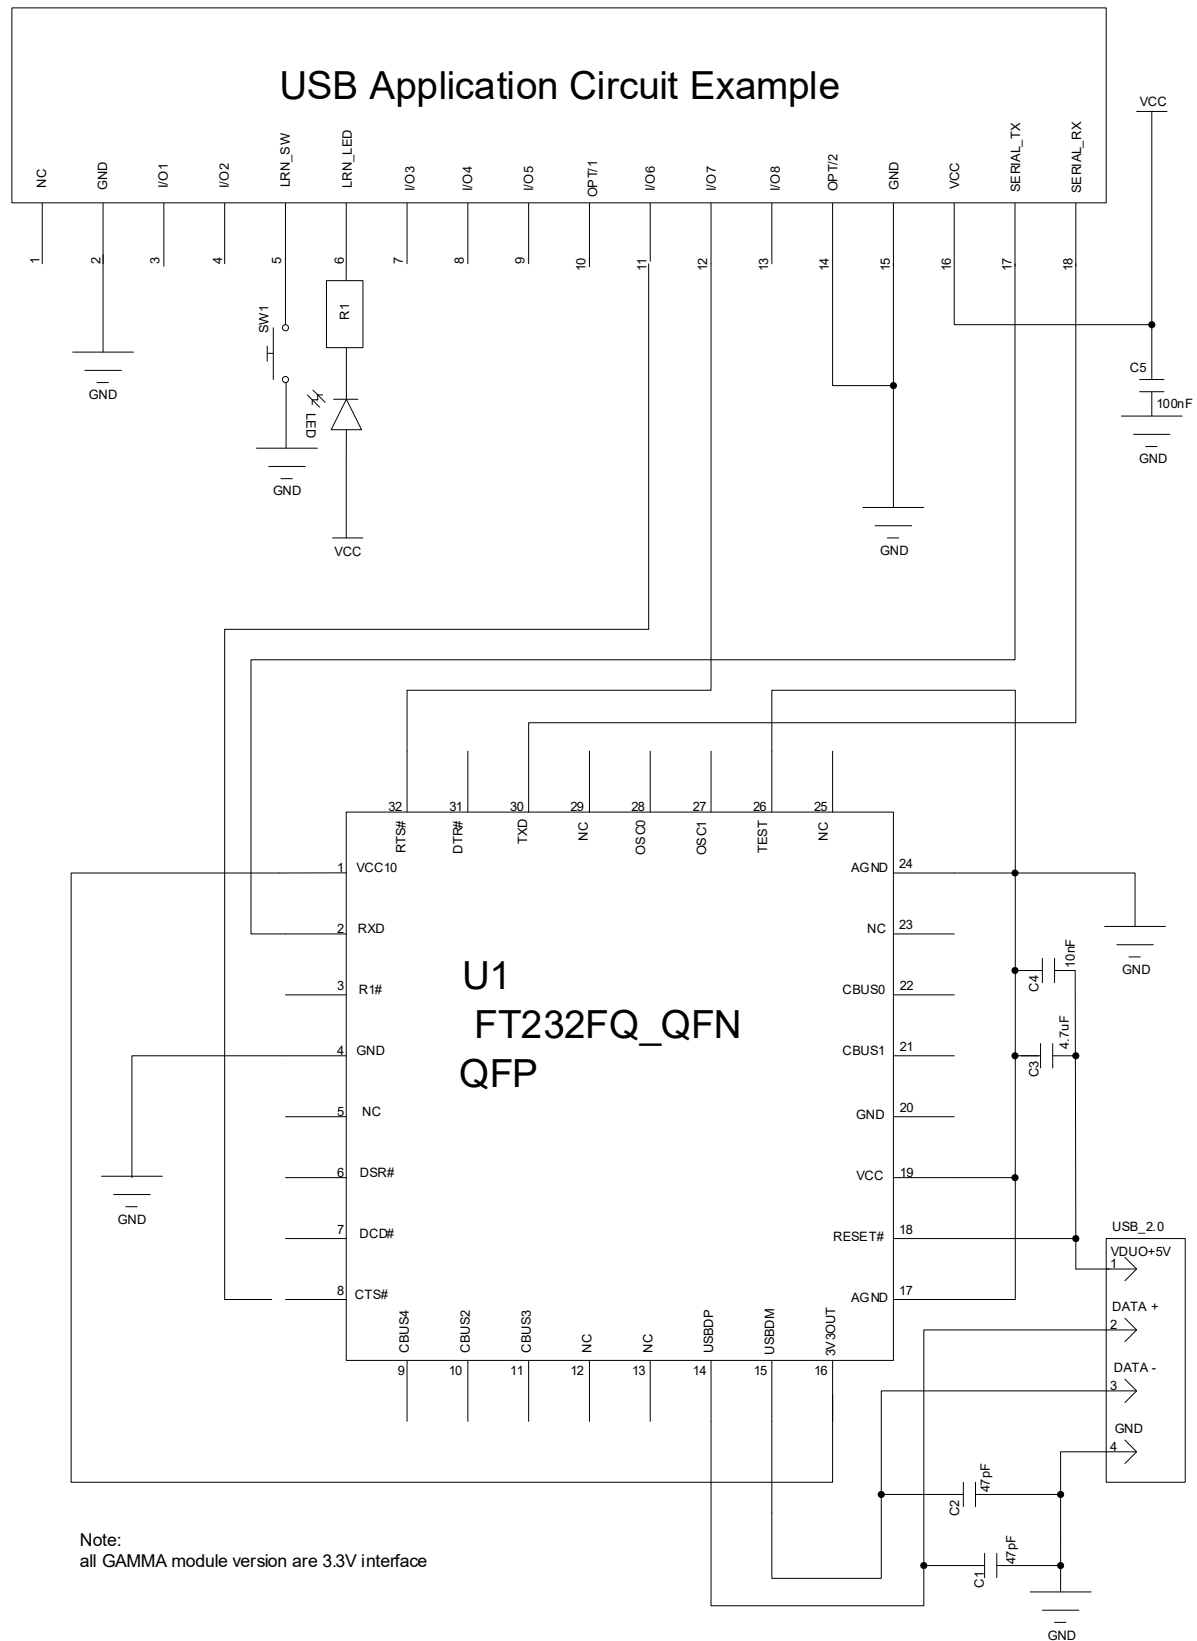 USB Application Circuit Example
VCC
NC
GND
I/O1
I/O2
LRN_SW
LRN_LED
I/O3
I/O4
I/O5
OPT/1
I/O6
I/O7
I/O8
OPT/2
GND
VCC
SERIAL_TX
SERIAL_RX
1
2
3
4
5
6
7
8
9
10
11
12
13
14
15
16
17
18
SW1
R1
C5
100nF
GND
LED
GND
GND
VCC
GND
32
31
30
29
28
27
26
25
RTS#
DTR#
TXD
NC
OSC0
OSC1
TEST
NC
1 VCC10
AGND 24
2 RXD
NC 23
3 R1#
CBUS0 22
4 GND
CBUS1 21
5 NC
GND 20
6 DSR#
VCC 19
7 DCD#
RESET# 18
8 CTS#
AGND 17
U1
FT232FQ_QFN
QFP
GND
C4
10nF
C3
4.7uF
GND
CBUS4
CBUS2
CBUS3
NC
NC
USBDP
USBDM
3V3OUT
9
10
11
12
13
14
15
16
USB_2.0
VDUO+5V
1
DATA +
2
DATA -
3
GND
4
C2
47pF
C1
47pF
GND
Note:
all GAMMA module version are 3.3V interface